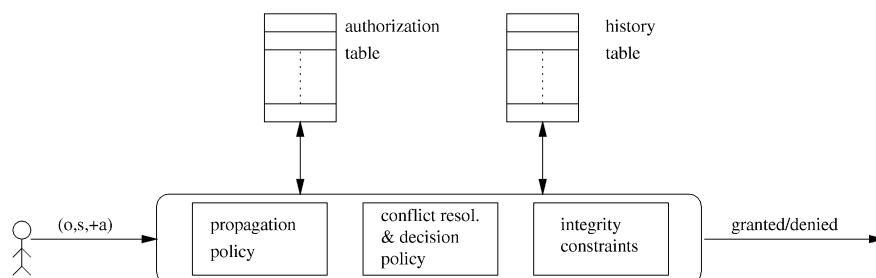 authorization
table
history
table
(o,s,+a)
propagation
policy
conflict resol.
& decision
policy
integrity
constraints
granted/denied